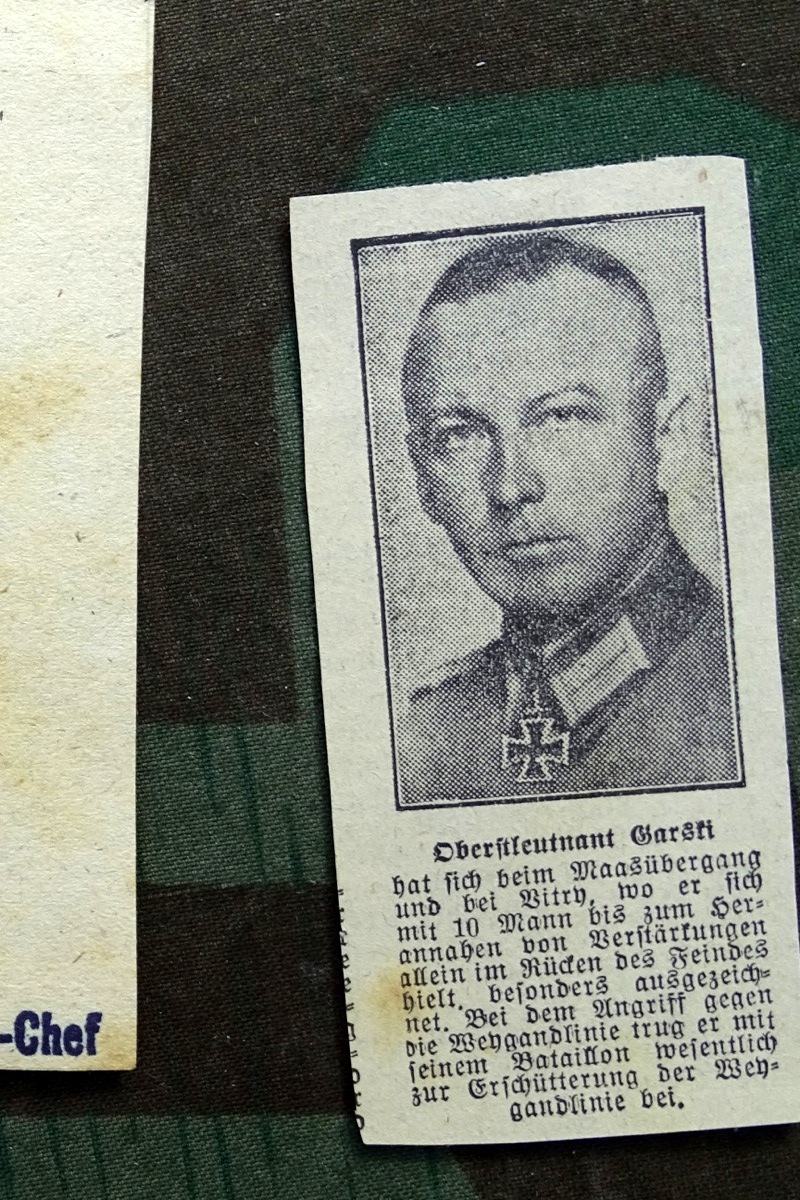 -Chef
Oberstleutnant Garski
hat sich beim Maasübergang
und bei Vitry, wo er sich
mit 10 Mann bis zum Her-
annahen von Verstärkungen
allein im Rücken des Feindes
hielt, besonders ausgezeich-
net. Bei dem Angriff gegen
die Weygandlinie trug er mit
seinem Bataillon wesentlich
zur Erschütterung der Wey-
gandlinie bei.